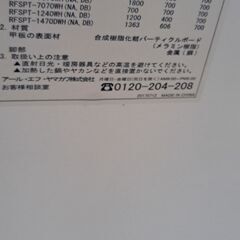 RFSPT-7070WH(NA,DB) 700 700
RFSPT-1240WH(NA,DB)
RFSPT-1470DWH(NA,DB) 1363 606 700
2. 材質
甲板の表面材 合成樹脂化粧パーティクルボード
(メラミン樹脂)
脚部 金属(鋼)
3. 取扱い上の注意
▲直射日光・暖房器具などの高温を避けてください。
▲加熱した鍋やヤカンなどを直接置かないでください。
アール・エフ・ヤマカワ株式会社
お客様相談室
0120-204-208
MADE IN CHINA